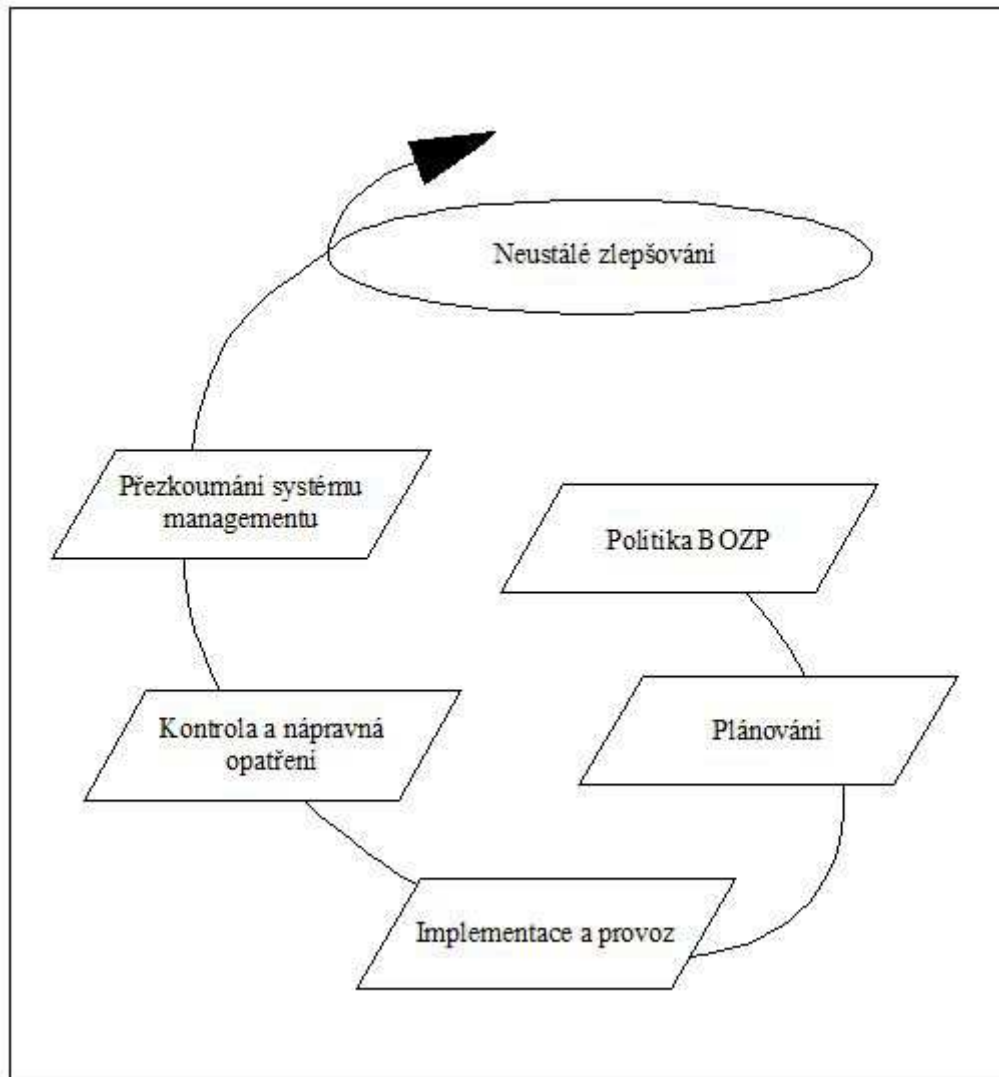 Neustálé zlepšování
Přezkoumání systému
managementu
Politika BOZP
Kontrola a nápravná
opatření
Plánování
Implementace a provoz